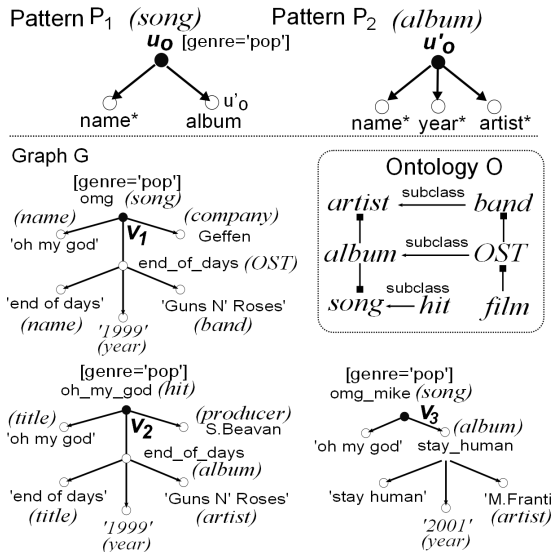 Pattern P1 (song)
Pattern P2 (album)
uo [genre='pop']
u'o
name*
album
u'o
name* year* artist*
Graph G
[genre='pop']
omg (song)
(name)
(company)
'oh my god'
v1
Geffen
end_of_days (OST)
'end of days'
'Guns N' Roses'
(name)
'1999'
(band)
(year)
Ontology O
artist
subclass
band
album
subclass
OST
song
subclass
hit
film
[genre='pop']
oh_my_god (hit)
(title)
(producer)
'oh my god'
v2
S.Beavan
end_of_days
(album)
'end of days'
'Guns N' Roses'
(title)
'1999'
(artist)
(year)
[genre='pop']
omg_mike (song)
v3
(album)
'oh my god'
stay_human
'stay human'
'M.Franti
(artist)
'2001'
(year)